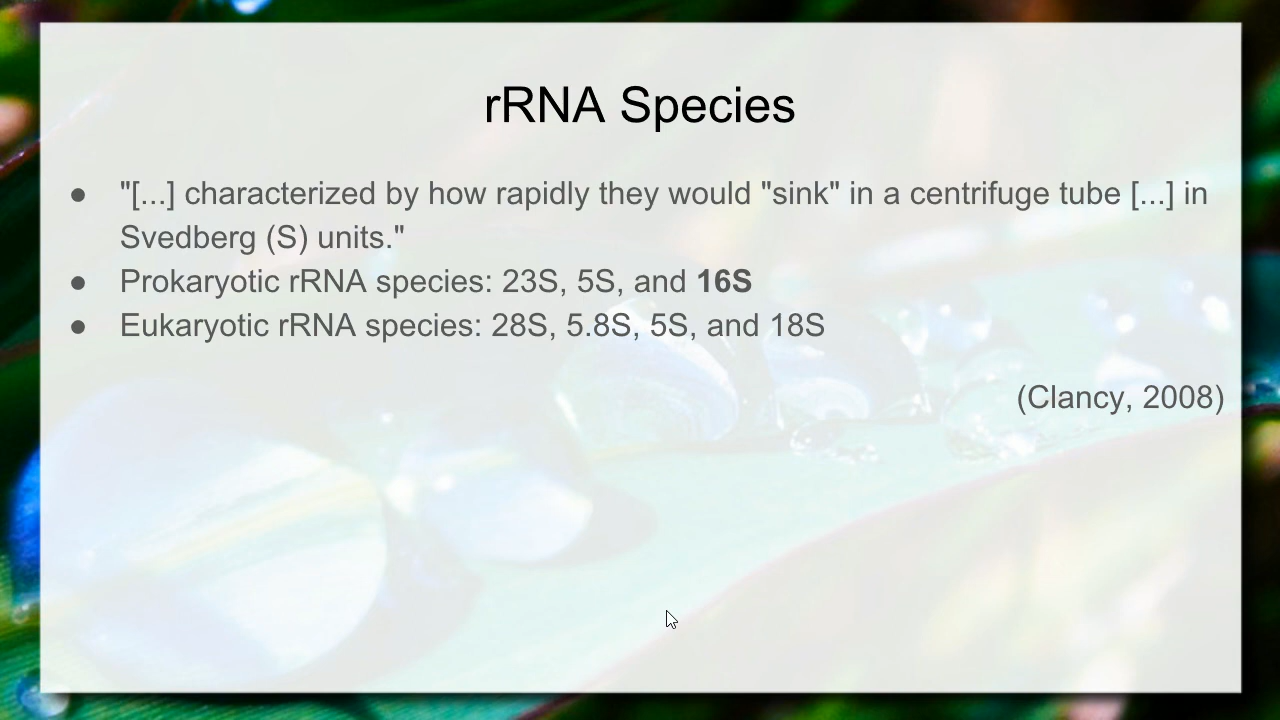 rRNA Species
● "[...] characterized by how rapidly they would "sink" in a centrifuge tube [...] in
Svedberg (S) units."
● Prokaryotic rRNA species: 23S, 5S, and 16S
● Eukaryotic rRNA species: 28S, 5.8S, 5S, and 18S
(Clancy, 2008)